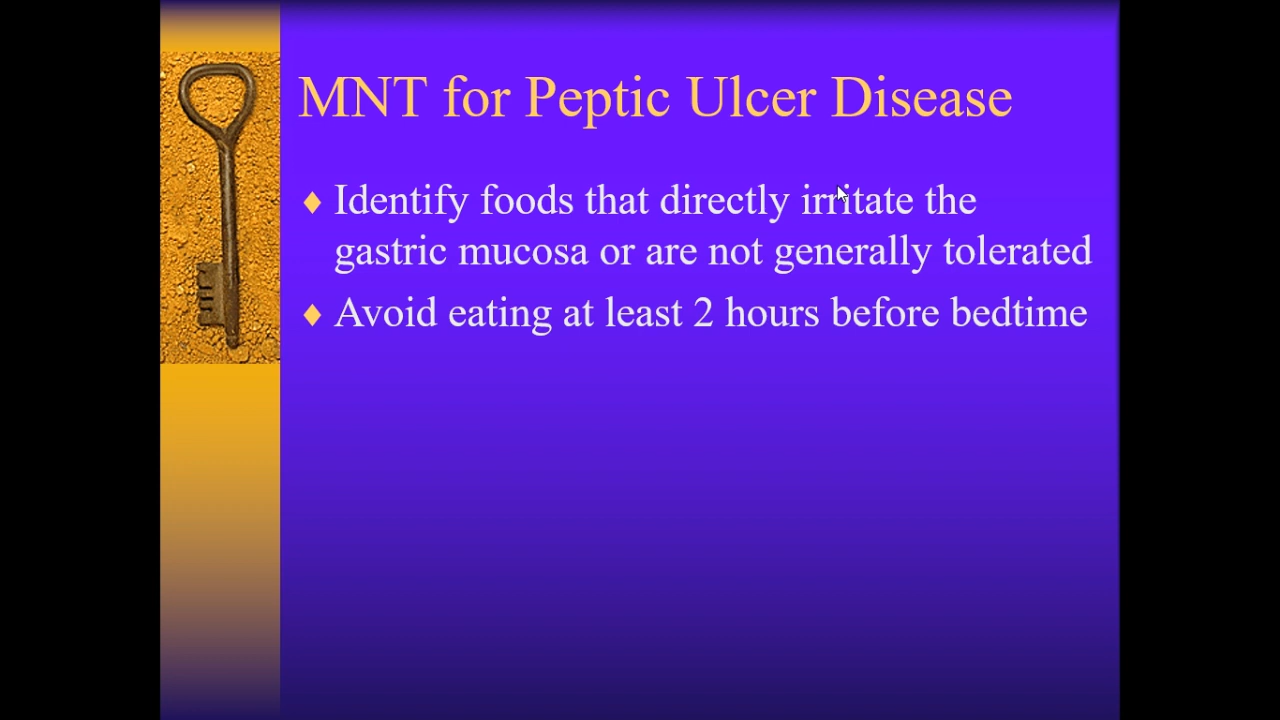 MNT for Peptic Ulcer Disease
Identify foods that directly irritate the
gastric mucosa or are not generally tolerated
Avoid eating at least 2 hours before bedtime